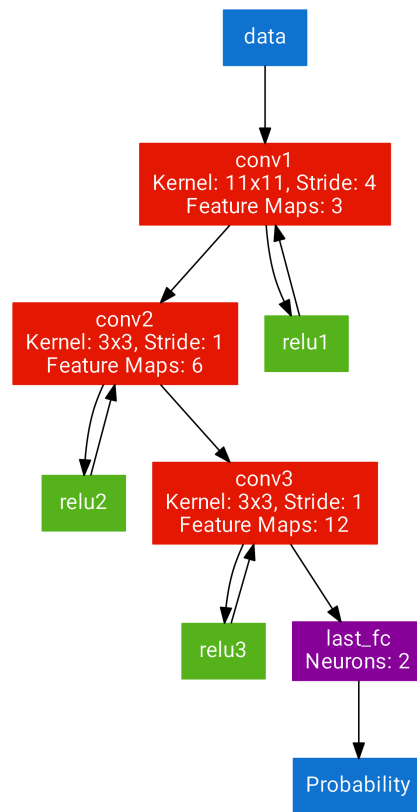 data
conv1
Kernel: 11x11, Stride: 4
Feature Maps: 3
conv2
Kernel: 3x3, Stride: 1
Feature Maps: 6
relu1
conv3
Kernel: 3x3, Stride: 1
Feature Maps: 12
relu2
relu3
last_fc
Neurons: 2
Probability